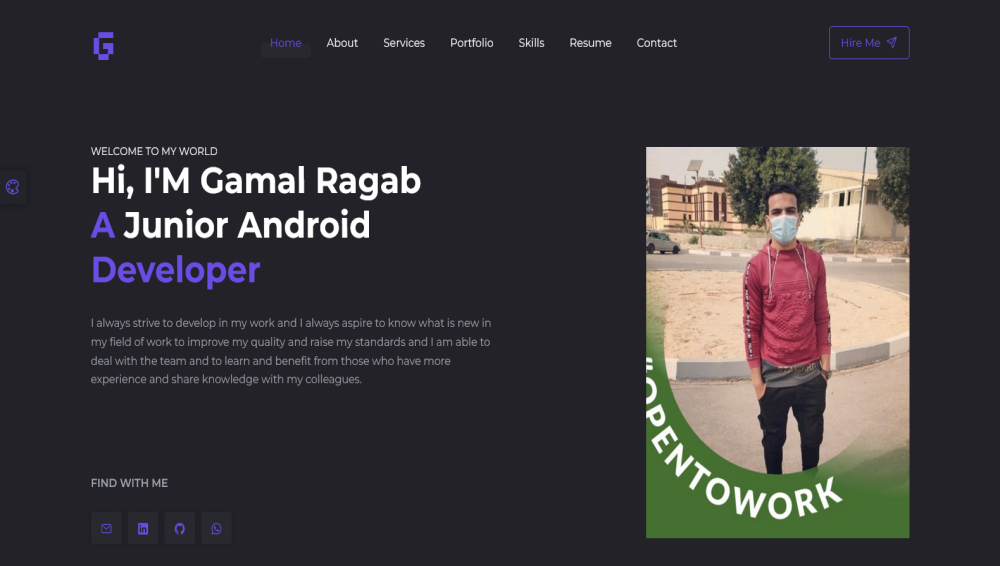 G
Home
About
Services
Portfolio
Skills
Resume
Contact
Hire Me
WELCOME TO MY WORLD
Hi, I'M Gamal Ragab
A Junior Android
Developer
I always strive to develop in my work and I always aspire to know what is new in
my field of work to improve my quality and raise my standards and I am able to
deal with the team and to learn and benefit from those who have more
experience and share knowledge with my colleagues.
FIND WITH ME
in
#OPENTOWORK